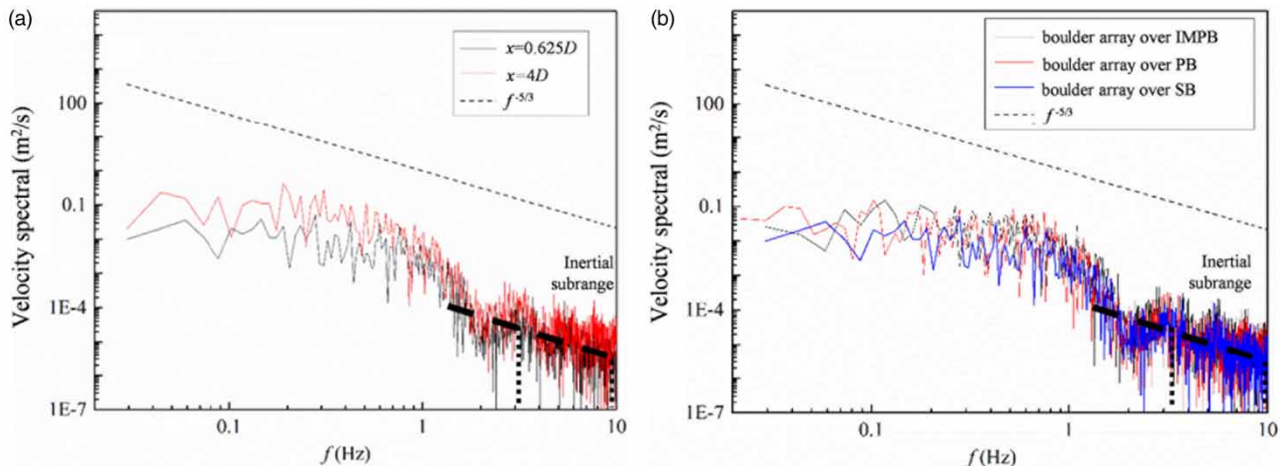 (a)
x=0.625D
x=4D
f-5/3
100
0.1
1E-4
1E-7
Velocity spectral (m2/s)
Inertial
subrange
0.1
1
10
f(Hz)
(b)
boulder array over IMPB
boulder array over PB
boulder array over SB
f-5/3
100
0.1
1E-4
1E-7
Velocity spectral (m2/s)
Inertial
subrange
0.1
1
10
f(Hz)